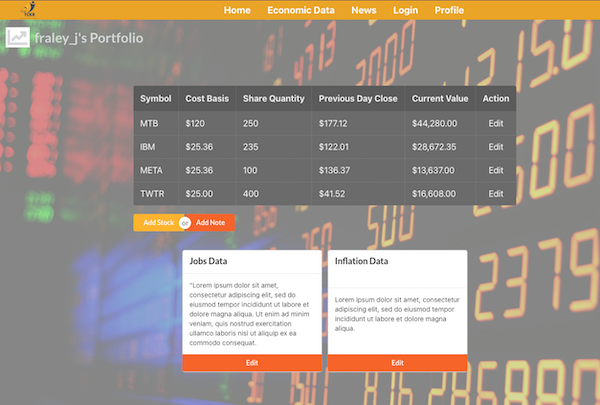 Home Economic Data News Login Profile
fraley_j's Portfolio
Symbol Cost Basis Share Quantity Previous Day Close Current Value Action
MTB $120 250 $177.12 $44,280.00 Edit
IBM $25.36 235 $122.01 $28,672.35 Edit
META $25.36 100 $136.37 $13,637.00 Edit
TWTR $25.00 400 $41.52 $16,608.00 Edit
Add Stock or Add Note
Jobs Data
"Lorem ipsum dolor sit amet,
consectetur adipiscing elit, sed do
eiusmod tempor incididunt ut labore et
dolore magna aliqua. Ut enim ad minim
veniam, quis nostrud exercitation
ullamco laboris nisi ut aliquip ex ea
commodo consequat.
Edit
Inflation Data
Lorem ipsum dolor sit amet, consectetur
adipiscing elit, sed do eiusmod tempor
incididunt ut labore et dolore magna
aliqua.
Edit